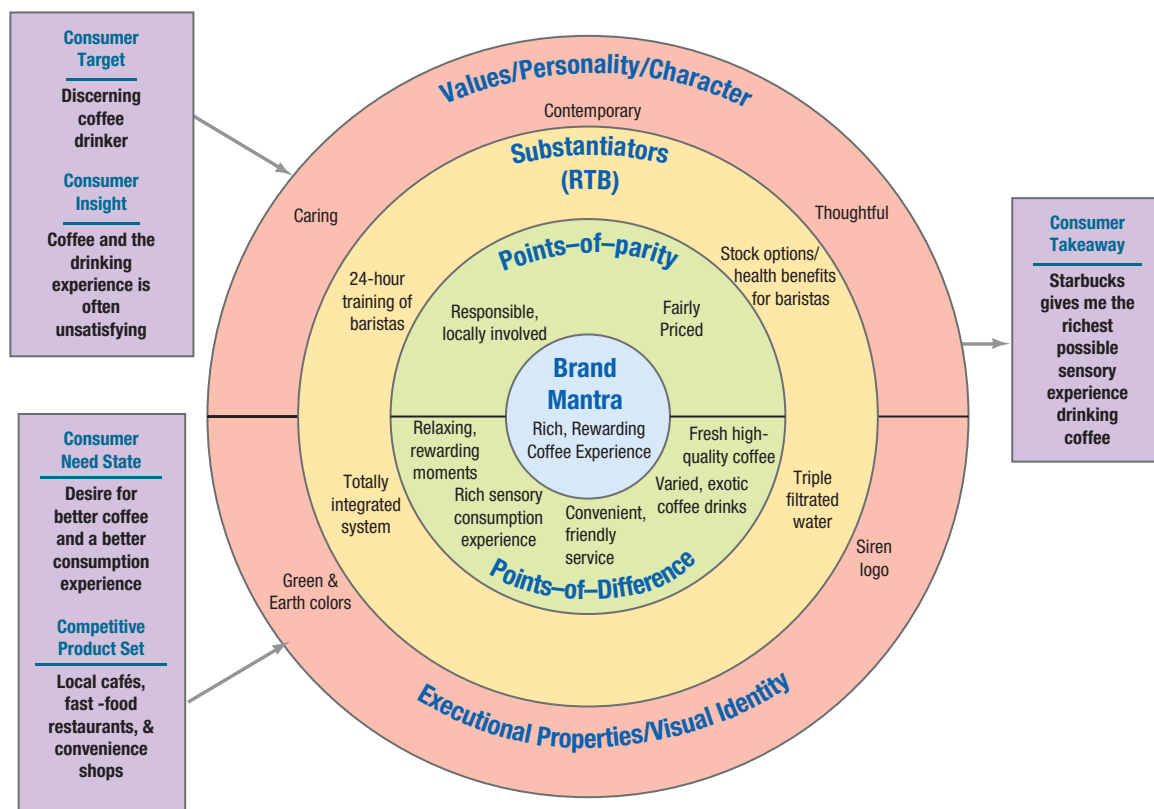 Consumer
Target
Discerning
coffee
drinker
Consumer
Insight
Coffee and the
drinking
experience is
often
unsatisfying
Consumer
Need State
Desire for
better coffee
and a better
consumption
experience
Competitive
Product Set
Local cafés,
fast -food
restaurants, &
convenience
shops
Values/Personality/Character
Contemporary
Caring
Thoughtful
Substantiators
(RTB)
24-hour
training of
baristas
Stock options/
health benefits
for baristas
Points–of–parity
Responsible,
locally involved
Fairly
Priced
Brand
Mantra
Rich, Rewarding
Coffee Experience
Relaxing,
rewarding
moments
Rich sensory
consumption
experience
Convenient,
friendly
service
Fresh high-
quality coffee
Varied, exotic
coffee drinks
Points–of–Difference
Totally
integrated
system
Triple
filtrated
water
Green &
Earth colors
Siren
logo
Executional Properties/Visual Identity
Consumer
Takeaway
Starbucks
gives me the
richest
possible
sensory
experience
drinking
coffee